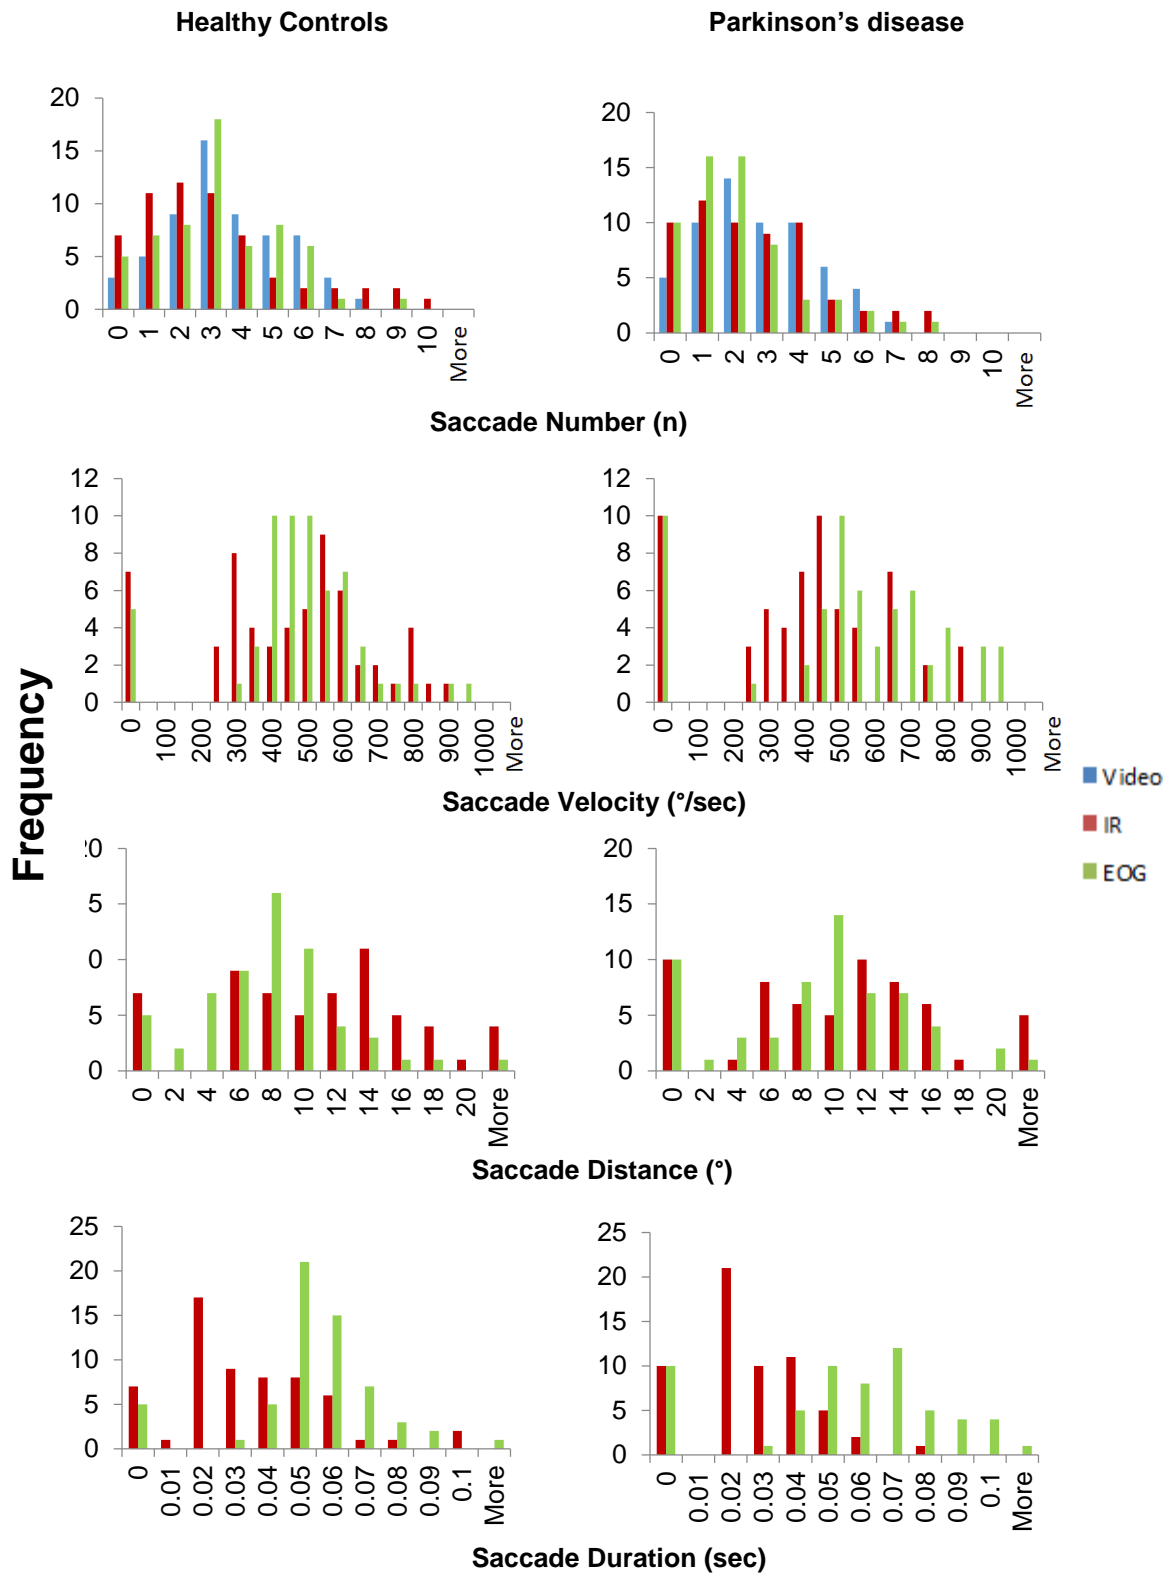 Healthy Controls
Parkinson’s disease
20
15
10
5
0
0 1 2 3 4 5 6 7 8 9 10 More
20
15
10
5
0
0 1 2 3 4 5 6 7 8 9 10 More
Saccade Number (n)
12
10
8
6
4
2
0
0 100 200 300 400 500 600 700 800 900 1000 More
12
10
8
6
4
2
0
0 100 200 300 400 500 600 700 800 900 1000 More
Saccade Velocity (°/sec)
Frequency
Video
IR
EOG
20
5
0
5
0
0 2 4 6 8 10 12 14 16 18 20 More
20
15
10
5
0
0 2 4 6 8 10 12 14 16 18 20 More
Saccade Distance (°)
25
20
15
10
5
0
0 0.01 0.02 0.03 0.04 0.05 0.06 0.07 0.08 0.09 0.1 More
25
20
15
10
5
0
0 0.01 0.02 0.03 0.04 0.05 0.06 0.07 0.08 0.09 0.1 More
Saccade Duration (sec)